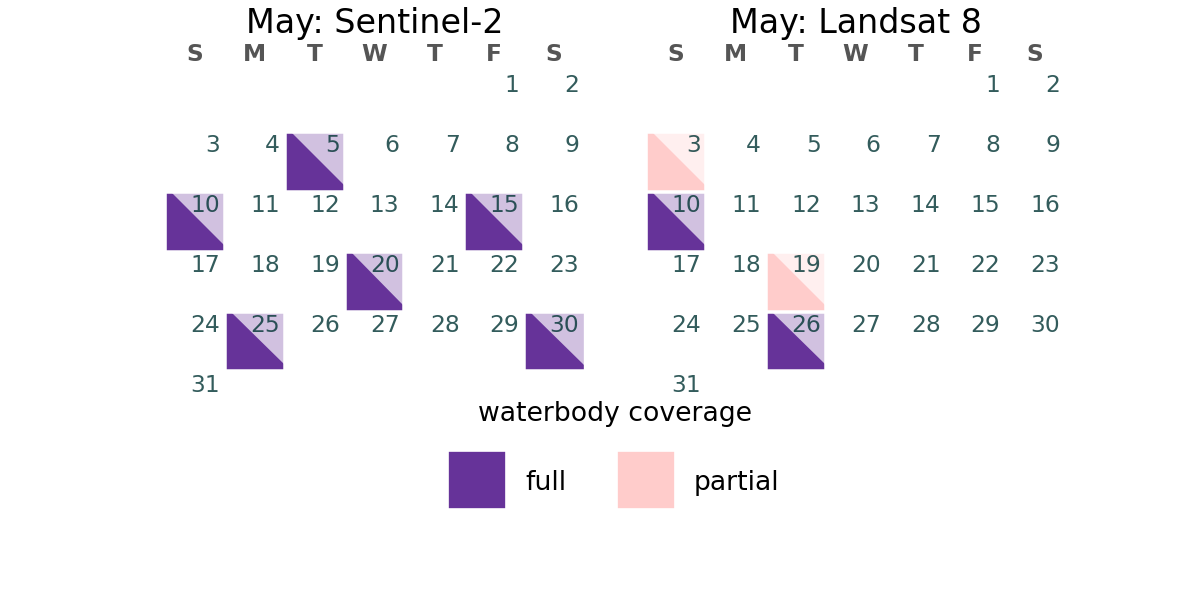 May: Sentinel-2
S M T W T F S
1 2
3 4 5 6 7 8 9
10 11 12 13 14 15 16
17 18 19 20 21 22 23
24 25 26 27 28 29 30
31
May: Landsat 8
S M T W T F S
1 2
3 4 5 6 7 8 9
10 11 12 13 14 15 16
17 18 19 20 21 22 23
24 25 26 27 28 29 30
31
waterbody coverage
full
partial